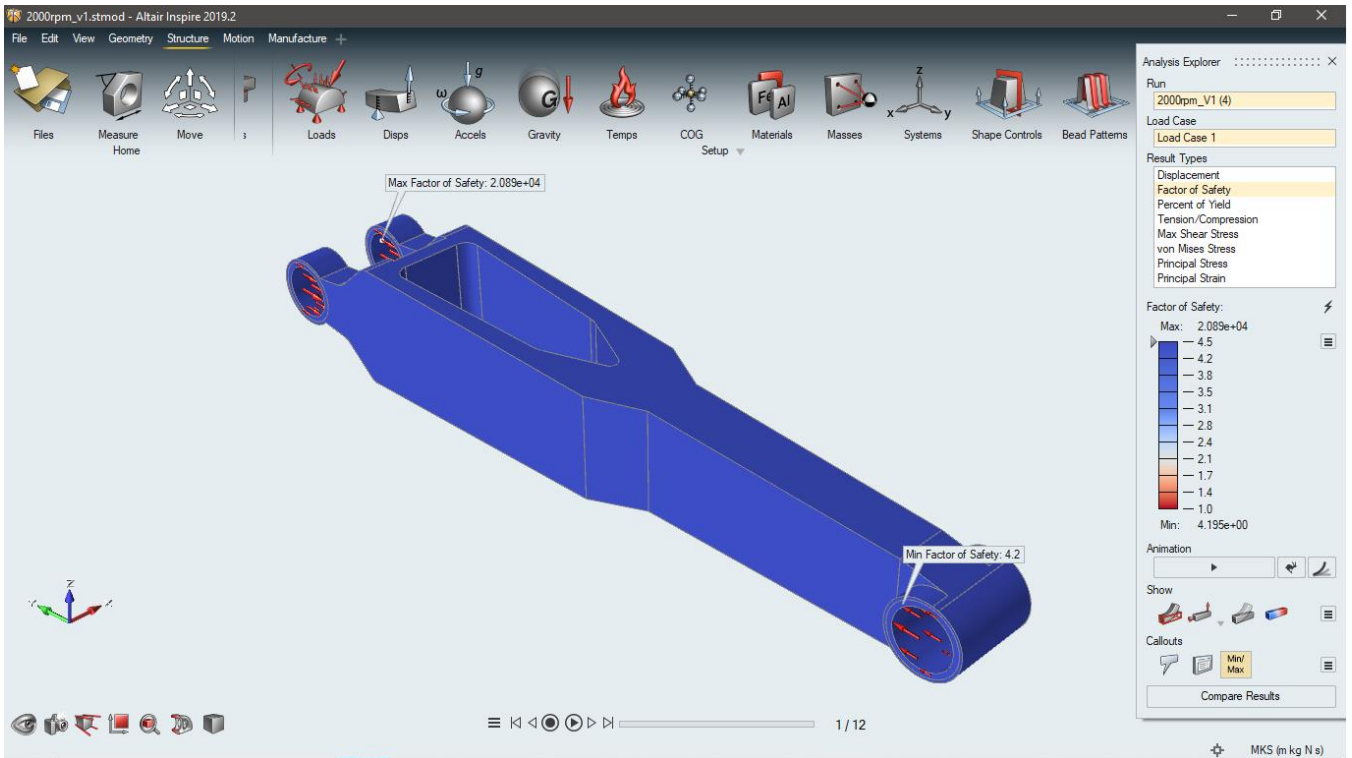 2000rpm_v1.stmod - Altair Inspire 2019.2
File Edit View Geometry Structure Motion Manufacture +
Files Measure Move s Loads Disps Accels Gravity Temps COG Materials Masses Systems Shape Controls Bead Patterns
Home Setup
g
ω
G
Fe Al
z
x y
Max Factor of Safety: 2.089e+04
Min Factor of Safety: 4.2
Z
1 / 12
MKS (m kg N s)
Analysis Explorer
Run
2000rpm_V1 (4)
Load Case
Load Case 1
Result Types
Displacement
Factor of Safety
Percent of Yield
Tension/Compression
Max Shear Stress
von Mises Stress
Principal Stress
Principal Strain
Factor of Safety:
Max: 2.089e+04
4.5
4.2
3.8
3.5
3.1
2.8
2.4
2.1
1.7
1.4
1.0
Min: 4.195e+00
Animation
Show
Callouts
Min/
Max
Compare Results